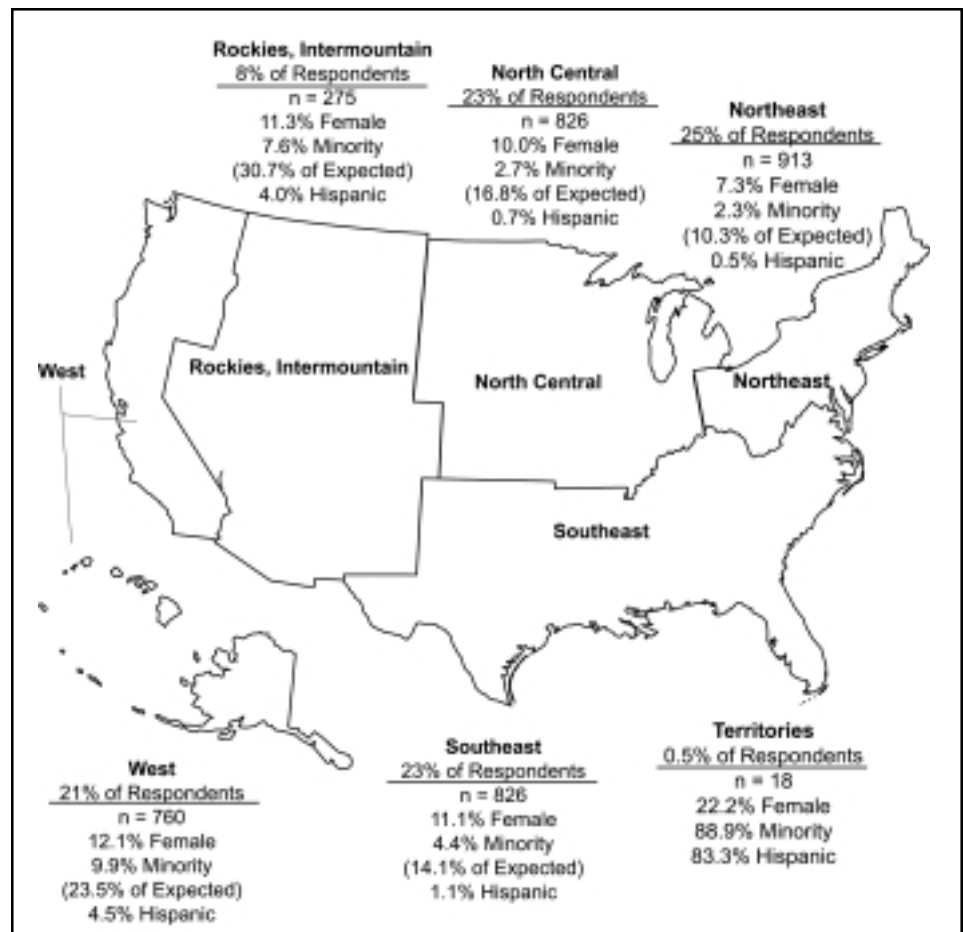 Rockies, Intermountain
8% of Respondents
n = 275
11.3% Female
7.6% Minority
(30.7% of Expected)
4.0% Hispanic
North Central
23% of Respondents
n = 826
10.0% Female
2.7% Minority
(16.8% of Expected)
0.7% Hispanic
Northeast
25% of Respondents
n = 913
7.3% Female
2.3% Minority
(10.3% of Expected)
0.5% Hispanic
West
Rockies, Intermountain
North Central
Northeast
Southeast
West
21% of Respondents
n = 760
12.1% Female
9.9% Minority
(23.5% of Expected)
4.5% Hispanic
Southeast
23% of Respondents
n = 826
11.1% Female
4.4% Minority
(14.1% of Expected)
1.1% Hispanic
Territories
0.5% of Respondents
n = 18
22.2% Female
88.9% Minority
83.3% Hispanic